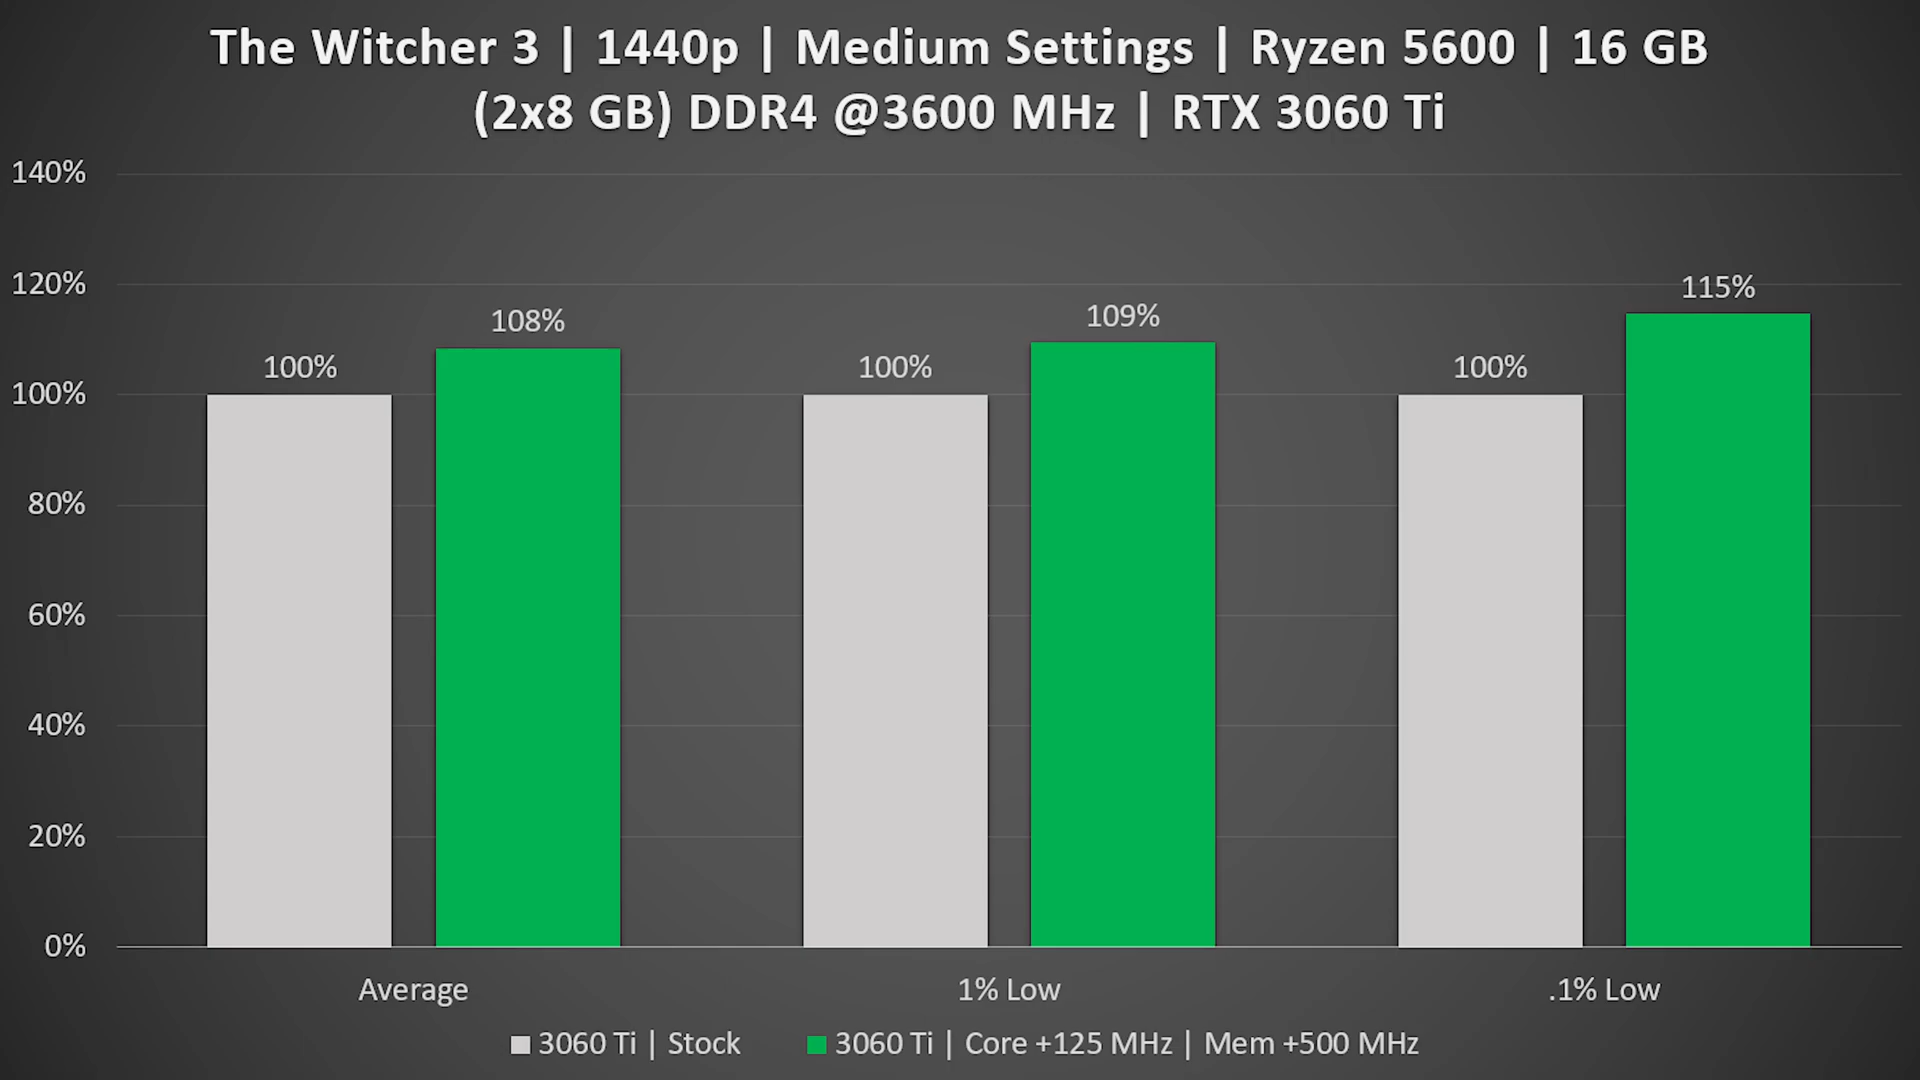 The Witcher 3 | 1440p | Medium Settings | Ryzen 5600 | 16 GB
(2x8 GB) DDR4 @3600 MHz | RTX 3060 Ti
140%
120%
100%
80%
60%
40%
20%
0%
100%
108%
100%
109%
100%
115%
Average
1% Low
.1% Low
3060 Ti | Stock
3060 Ti | Core +125 MHz | Mem +500 MHz